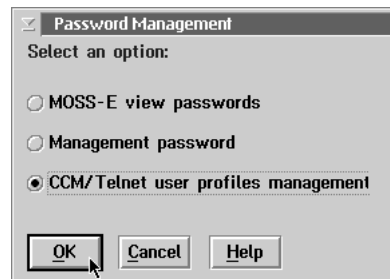 Password Management
Select an option:
MOSS-E view passwords
Management password
CCM/Telnet user profiles management
OK Cancel Help